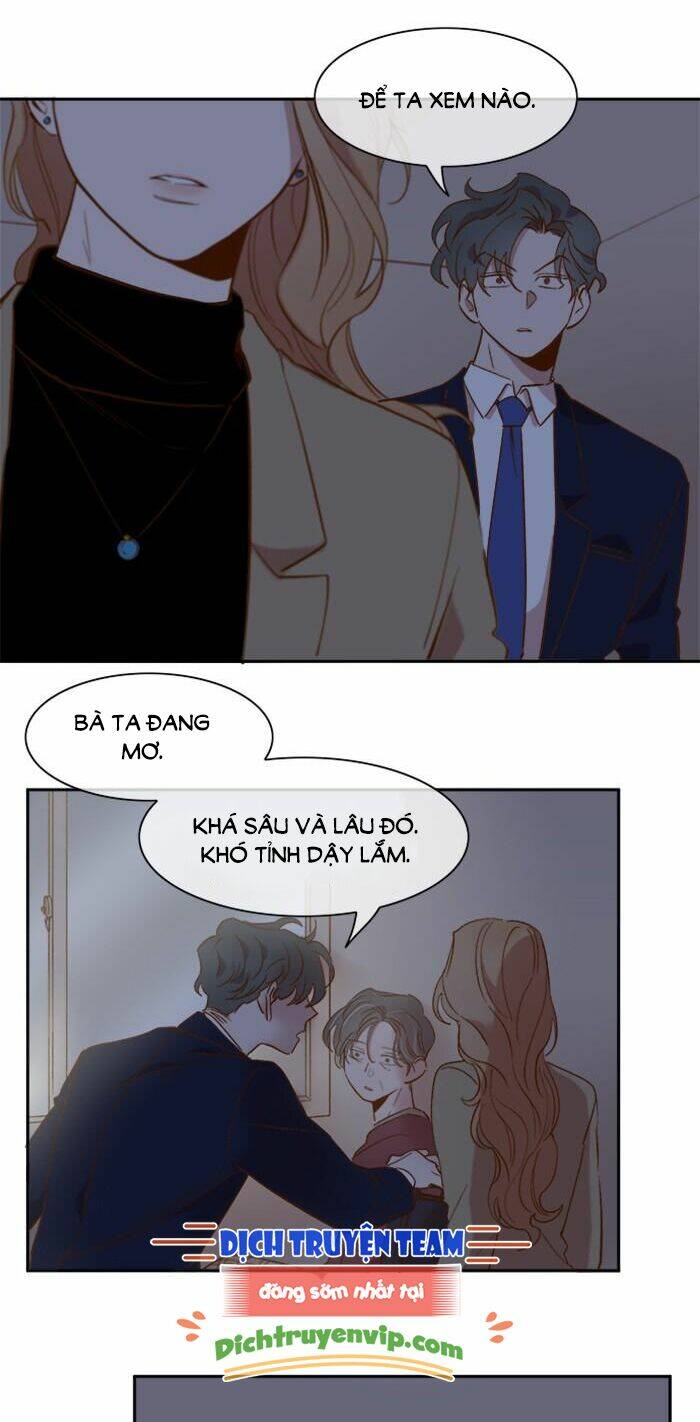 ĐỂ TA XEM NÀO.
BÀ TA ĐANG
MƠ.
KHÁ SÂU VÀ LÂU ĐÓ.
KHÓ TỈNH DẬY LẮM.
DỊCH TRUYỆN TEAM
đăng sớm nhất tại
Dichtruyenvip.com